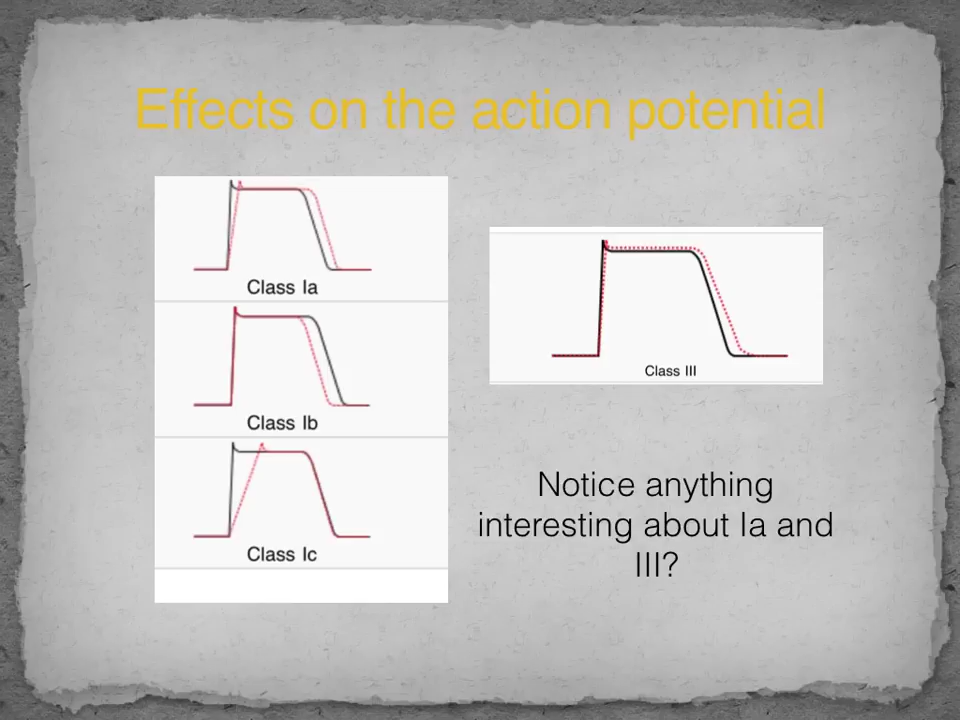 Effects on the action potential
Class Ia
Class Ib
Class Ic
Class III
Notice anything
interesting about Ia and
III?